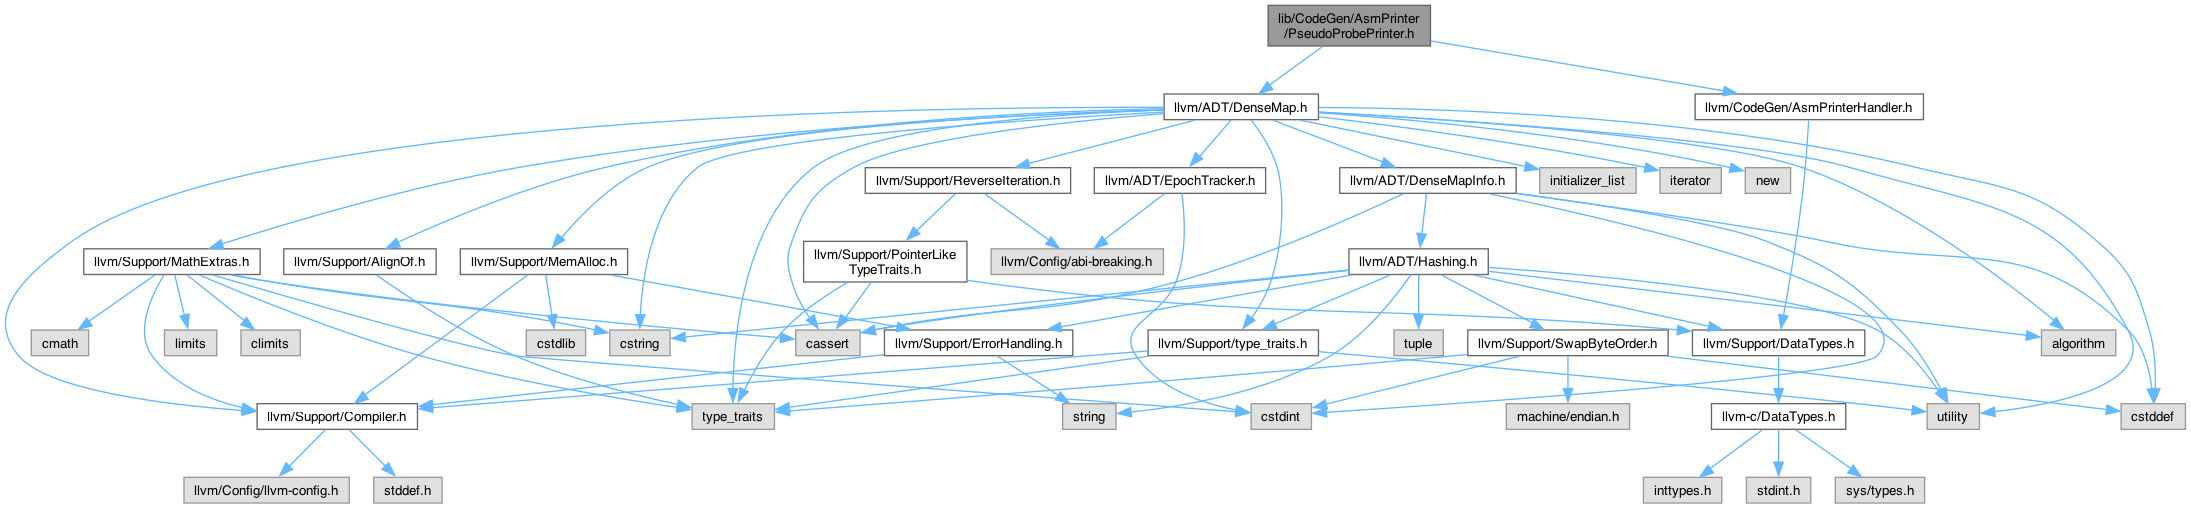 lib/CodeGen/AsmPrinter
/PseudoProbePrinter.h
llvm/ADT/DenseMap.h
llvm/CodeGen/AsmPrinterHandler.h
llvm/Support/ReverseIteration.h
llvm/ADT/EpochTracker.h
llvm/ADT/DenseMapInfo.h
initializer_list
iterator
new
llvm/Support/MathExtras.h
llvm/Support/AlignOf.h
llvm/Support/MemAlloc.h
llvm/Support/PointerLike
TypeTraits.h
llvm/Config/abi-breaking.h
llvm/ADT/Hashing.h
cmath
limits
climits
cstdlib
cstring
cassert
llvm/Support/ErrorHandling.h
llvm/Support/type_traits.h
tuple
llvm/Support/SwapByteOrder.h
llvm/Support/DataTypes.h
algorithm
llvm/Support/Compiler.h
type_traits
string
cstdint
machine/endian.h
llvm-c/DataTypes.h
utility
cstddef
llvm/Config/llvm-config.h
stddef.h
inttypes.h
stdint.h
sys/types.h